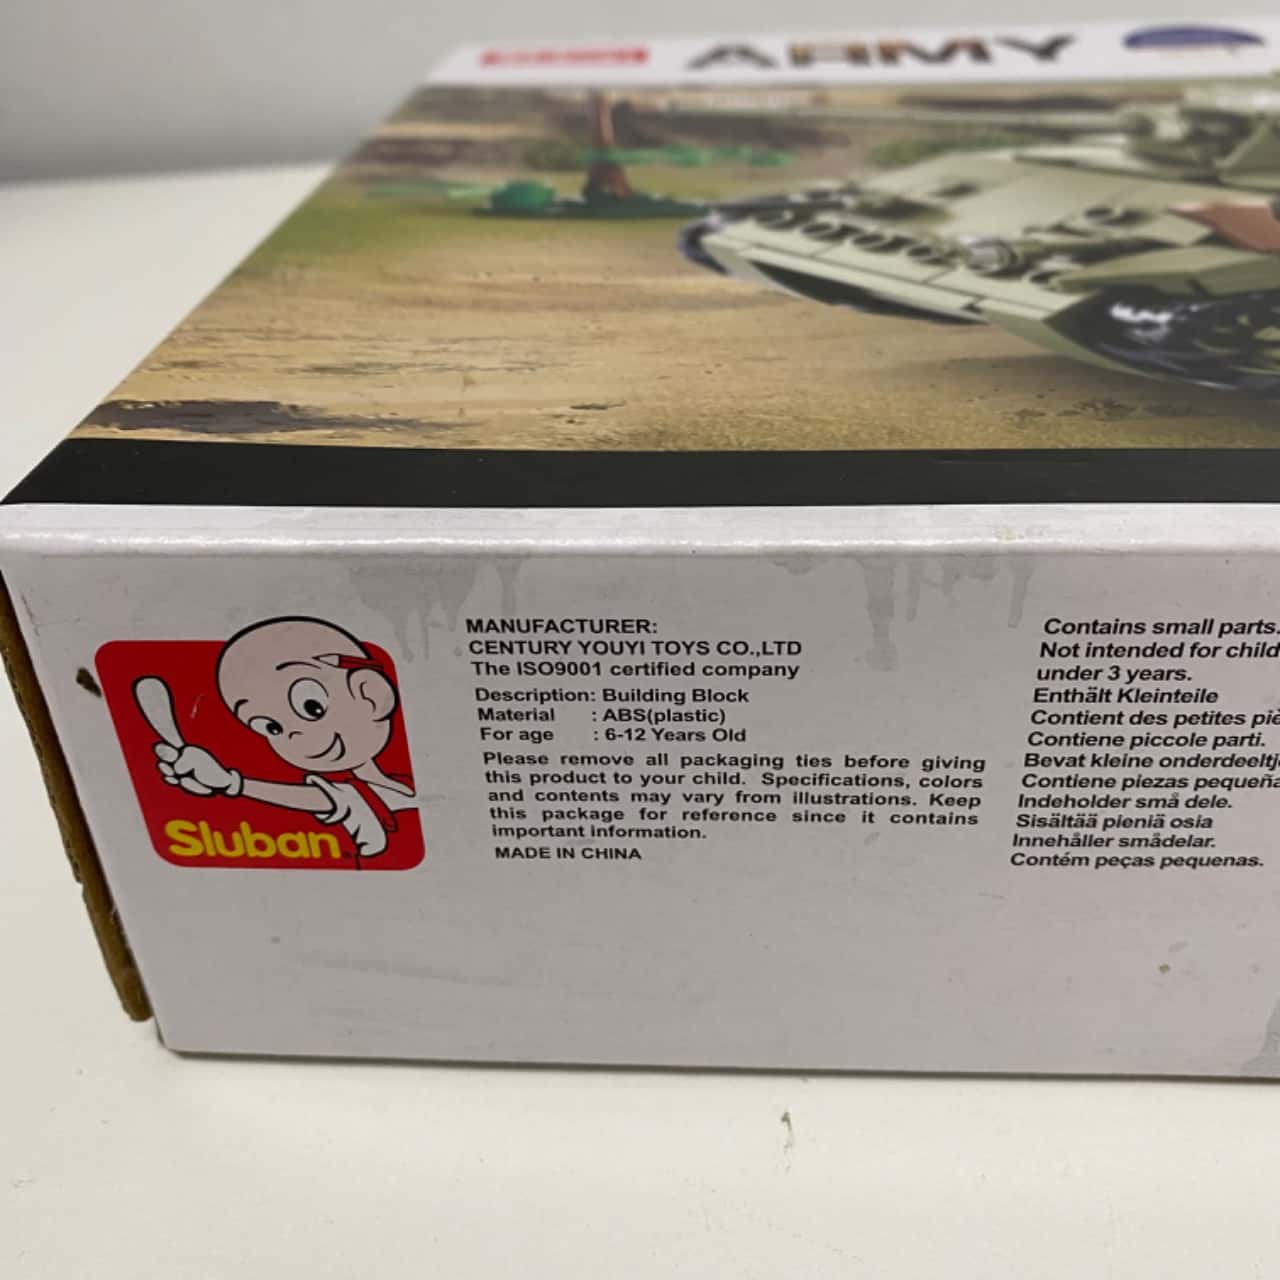 ARMY
MANUFACTURER:
CENTURY YOUYI TOYS CO.,LTD
The ISO9001 certified company
Description: Building Block
Material : ABS(plastic)
For age : 6-12 Years Old
Please remove all packaging ties before giving
this product to your child. Specifications, colors
and contents may vary from illustrations. Keep
this package for reference since it contains
important information.
MADE IN CHINA
Sluban
Contains small parts.
Not intended for child
under 3 years.
Enthält Kleinteile
Contient des petites piè
Contiene piccole parti.
Bevat kleine onderdeeltj
Contiene piezas pequeña
Indeholder små dele.
Sisältää pieniä osia
Innehåller smådelar.
Contém peças pequenas.